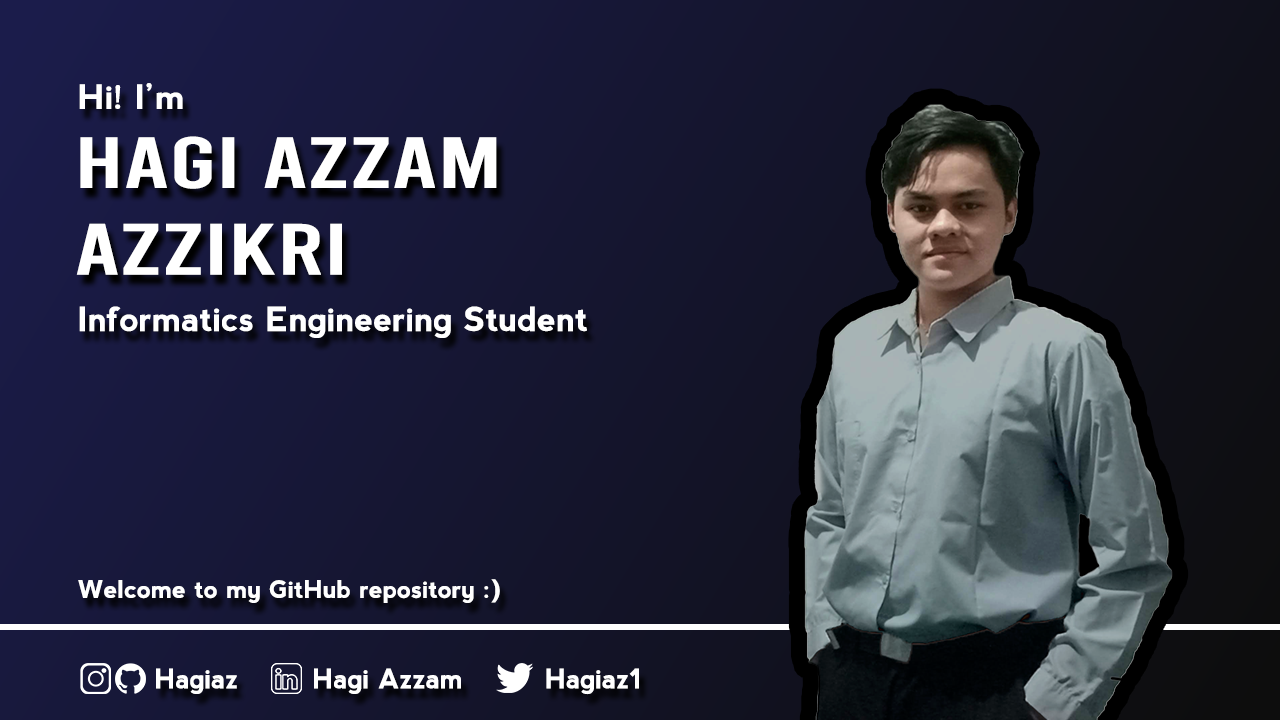 Hi! I'm
HAGI AZZAM
AZZIKRI
Informatics Engineering Student
Welcome to my GitHub repository :)
Hagiaz Hagi Azzam Hagiaz1